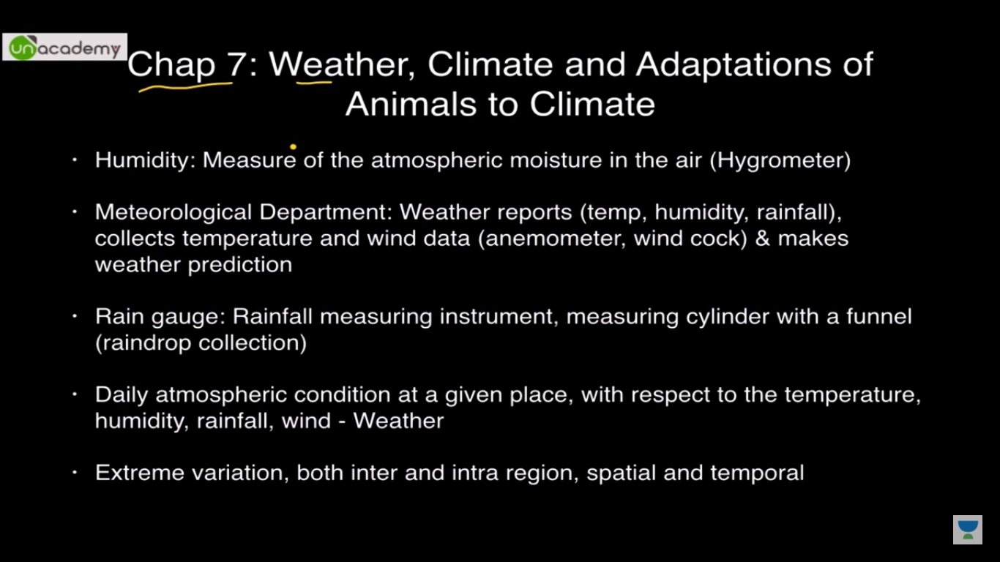 unacademy
Chap 7: Weather, Climate and Adaptations of
Animals to Climate
· Humidity: Measure of the atmospheric moisture in the air (Hygrometer)
· Meteorological Department: Weather reports (temp, humidity, rainfall),
collects temperature and wind data (anemometer, wind cock) & makes
weather prediction
· Rain gauge: Rainfall measuring instrument, measuring cylinder with a funnel
(raindrop collection)
· Daily atmospheric condition at a given place, with respect to the temperature,
humidity, rainfall, wind - Weather
· Extreme variation, both inter and intra region, spatial and temporal